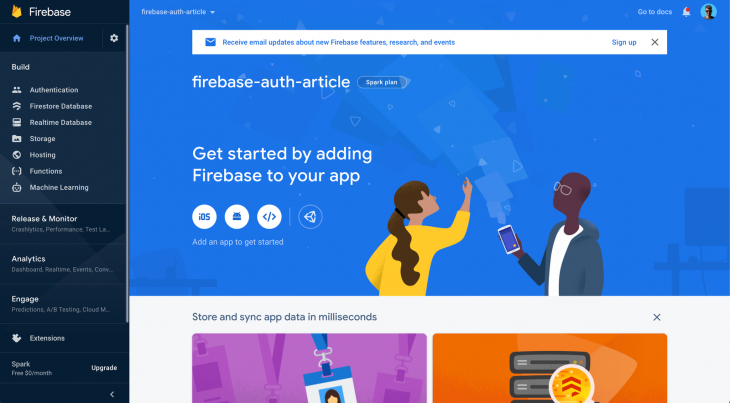 Firebase
firebase-auth-article
Go to docs
Project Overview
Receive email updates about new Firebase features, research, and events
Sign up
Build
firebase-auth-article
Spark plan
Authentication
Firestore Database
Realtime Database
Storage
Hosting
Functions
Machine Learning
Get started by adding
Firebase to your app
iOS
Add an app to get started
Release & Monitor
Crashlytics, Performance, Test La...
Analytics
Dashboard, Realtime, Events, Conv...
Engage
Predictions, A/B Testing, Cloud M...
Extensions
Store and sync app data in milliseconds
Spark
Free $0/month
Upgrade